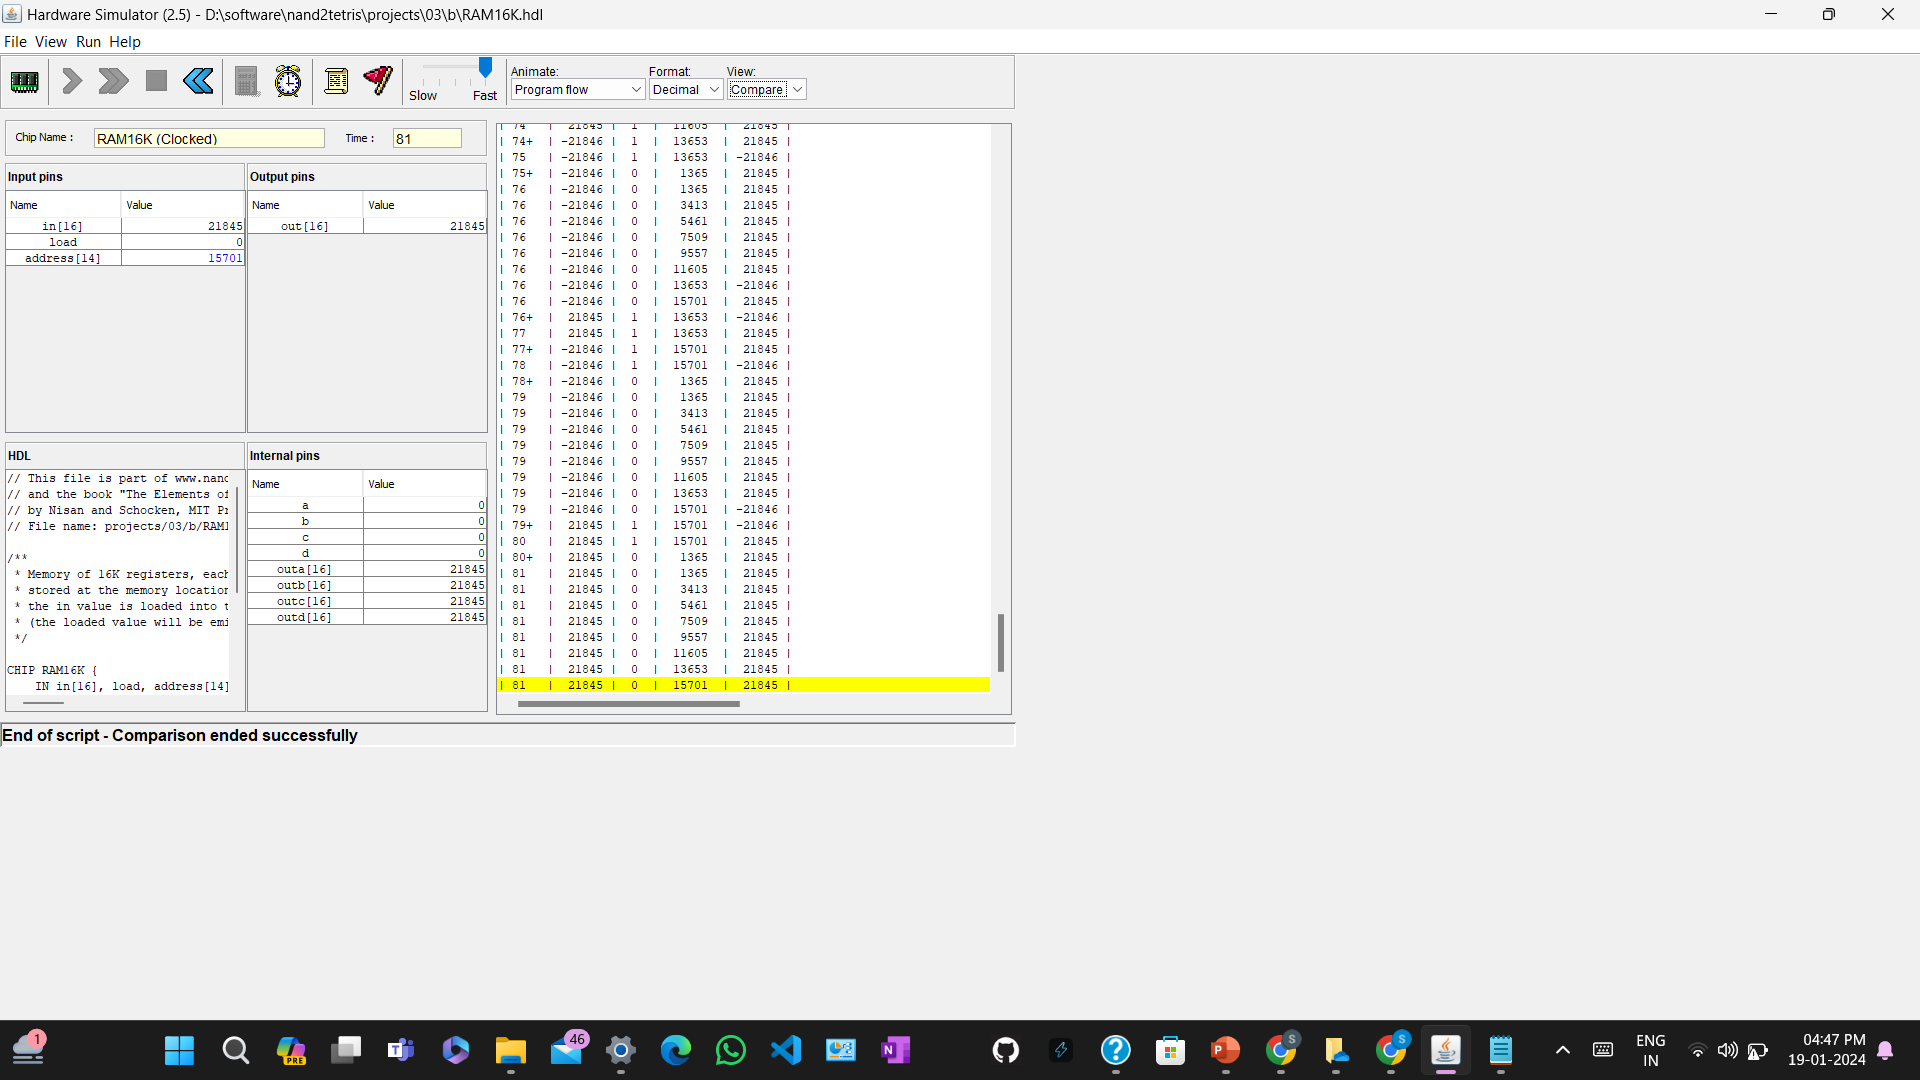 Hardware Simulator (2.5) - D:\software\nand2tetris\projects\03\b\RAM16K.hdl
File View Run Help
Slow Fast
Animate: Format: View:
Program flow Decimal Compare
Chip Name : RAM16K (Clocked) Time : 81
Input pins
Name Value
in[16] 21845
load 0
address[14] 15701
Output pins
Name Value
out[16] 21845
HDL
// This file is part of www.nand
// and the book "The Elements of
// by Nisan and Schocken, MIT Pr
// File name: projects/03/b/RAM1
/**
* Memory of 16K registers, each
* stored at the memory location
* the in value is loaded into t
* (the loaded value will be emi
*/
CHIP RAM16K {
IN in[16], load, address[14]
Internal pins
Name Value
a 0
b 0
c 0
d 0
outa[16] 21845
outb[16] 21845
outc[16] 21845
outd[16] 21845
| 74 | 21845 | 1 | 11605 | 21845 |
| 74+ | -21846 | 1 | 13653 | 21845 |
| 75 | -21846 | 1 | 13653 | -21846 |
| 75+ | -21846 | 0 | 1365 | 21845 |
| 76 | -21846 | 0 | 1365 | 21845 |
| 76 | -21846 | 0 | 3413 | 21845 |
| 76 | -21846 | 0 | 5461 | 21845 |
| 76 | -21846 | 0 | 7509 | 21845 |
| 76 | -21846 | 0 | 9557 | 21845 |
| 76 | -21846 | 0 | 11605 | 21845 |
| 76 | -21846 | 0 | 13653 | -21846 |
| 76 | -21846 | 0 | 15701 | 21845 |
| 76+ | 21845 | 1 | 13653 | -21846 |
| 77 | 21845 | 1 | 13653 | 21845 |
| 77+ | -21846 | 1 | 15701 | 21845 |
| 78 | -21846 | 1 | 15701 | -21846 |
| 78+ | -21846 | 0 | 1365 | 21845 |
| 79 | -21846 | 0 | 1365 | 21845 |
| 79 | -21846 | 0 | 3413 | 21845 |
| 79 | -21846 | 0 | 5461 | 21845 |
| 79 | -21846 | 0 | 7509 | 21845 |
| 79 | -21846 | 0 | 9557 | 21845 |
| 79 | -21846 | 0 | 11605 | 21845 |
| 79 | -21846 | 0 | 13653 | 21845 |
| 79 | -21846 | 0 | 15701 | -21846 |
| 79+ | 21845 | 1 | 15701 | -21846 |
| 80 | 21845 | 1 | 15701 | 21845 |
| 80+ | 21845 | 0 | 1365 | 21845 |
| 81 | 21845 | 0 | 1365 | 21845 |
| 81 | 21845 | 0 | 3413 | 21845 |
| 81 | 21845 | 0 | 5461 | 21845 |
| 81 | 21845 | 0 | 7509 | 21845 |
| 81 | 21845 | 0 | 9557 | 21845 |
| 81 | 21845 | 0 | 11605 | 21845 |
| 81 | 21845 | 0 | 13653 | 21845 |
| 81 | 21845 | 0 | 15701 | 21845 |
End of script - Comparison ended successfully
1
PRE
46
S
S
ENG
IN
04:47 PM
19-01-2024